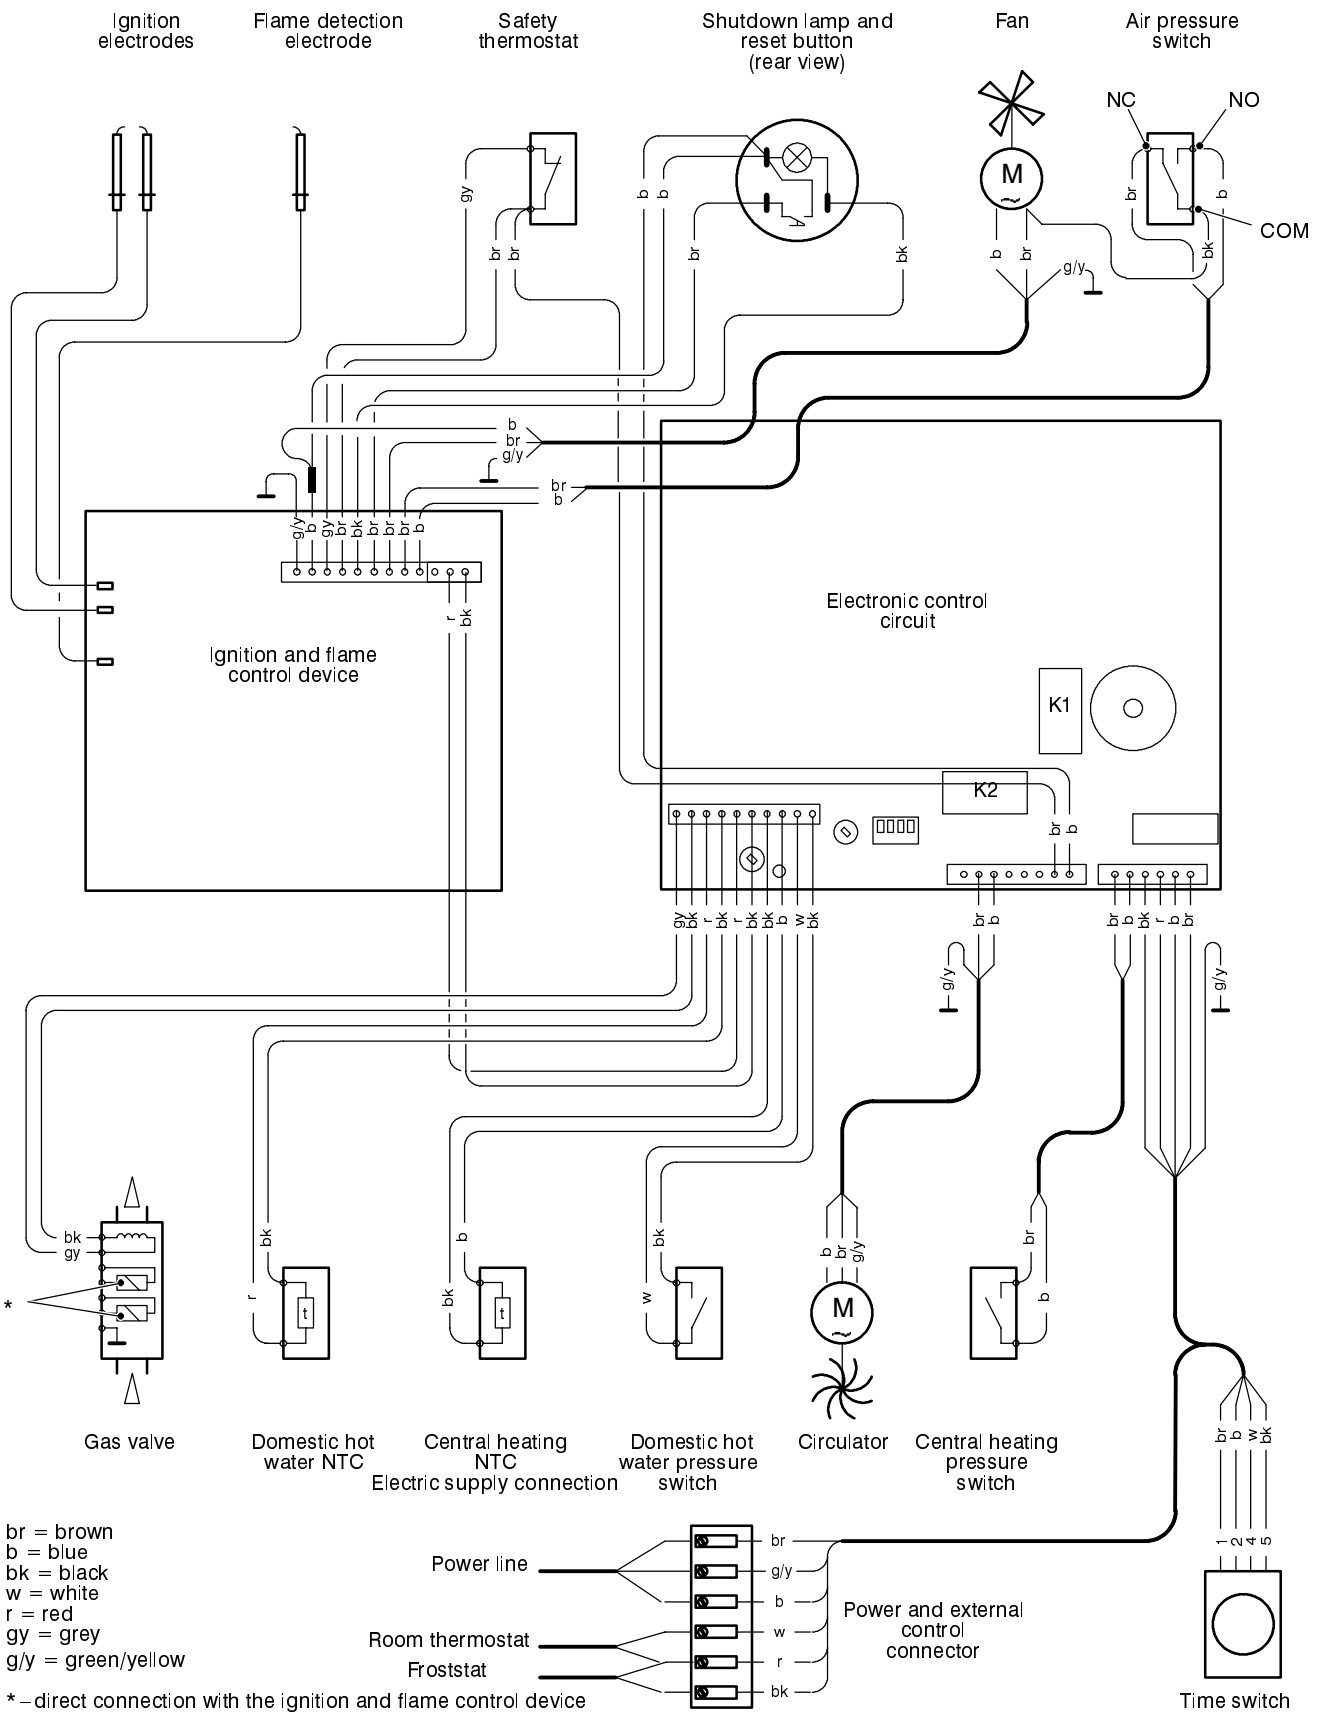 Ignition
electrodes
Flame detection
electrode
Safety
thermostat
Shutdown lamp and
reset button
(rear view)
Fan
Air pressure
switch
NC
NO
COM
M
gy
br
br
b
b
br
bk
b
br
g/y
br
b
bk
b
br
g/y
br
b
g/y
b
gy
br
bk
br
br
br
b
r
bk
Ignition and flame
control device
Electronic control
circuit
K1
K2
br
b
gy
bk
r
bk
r
bk
bk
b
w
bk
br
b
br
b
bk
r
b
br
g/y
g/y
bk
gy
*
bk
r
t
b
bk
t
bk
w
b
br
g/y
M
br
b
Gas valve
Domestic hot
water NTC
Central heating
NTC
Electric supply connection
Domestic hot
water pressure
switch
Circulator
Central heating
pressure
switch
br
b
w
bk
1
2
4
5
Time switch
Power line
Room thermostat
Froststat
br
g/y
b
w
r
bk
Power and external
control
connector
br = brown
b = blue
bk = black
w = white
r = red
gy = grey
g/y = green/yellow
* – direct connection with the ignition and flame control device